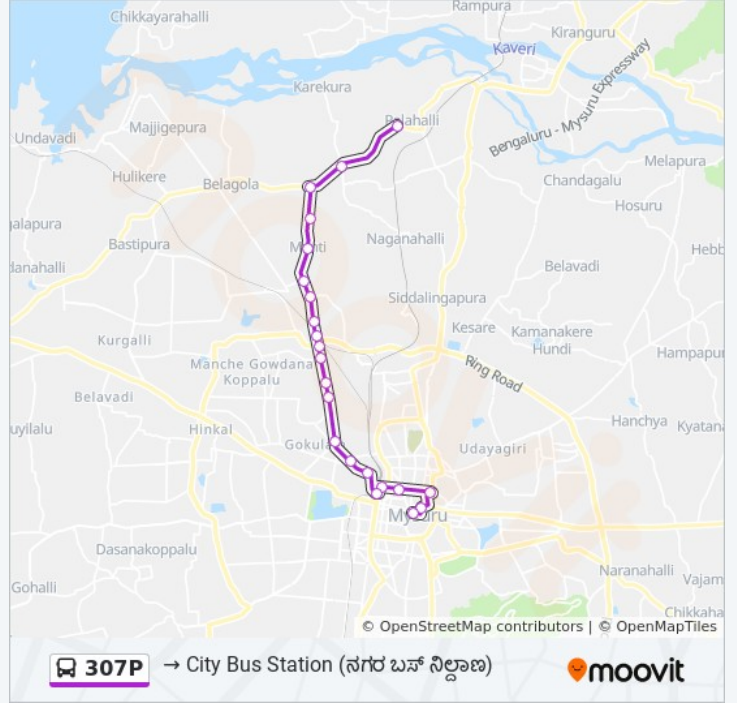 Rampura
Chikkayarahalli
Kiranguru
Kaveri
Karekura
Bengaluru - Mysuru Expressway
Palahalli
Majjigepura
Undavadi
Melapura
Hulikere
Belagola
Chandagalu
Hosuru
jalapura
Bastipura
Naganahalli
Hebb
danahalli
Belavadi
Siddalingapura
Kesare
Kamanakere
Hundi
Kurgalli
Hampapur
Manche Gowdana
Koppalu
Ring Road
Belavadi
Hanchya
Kyatana
uyilalu
Hinkal
Gokula
Udayagiri
Mysuru
Dasanakoppalu
Naranahalli
Vajam
Gohalli
Chikkaha
© OpenStreetMap contributors | © OpenMapTiles
307P → City Bus Station (ನಗರ ಬಸ್ ನಿಲ್ದಾಣ)
moovit